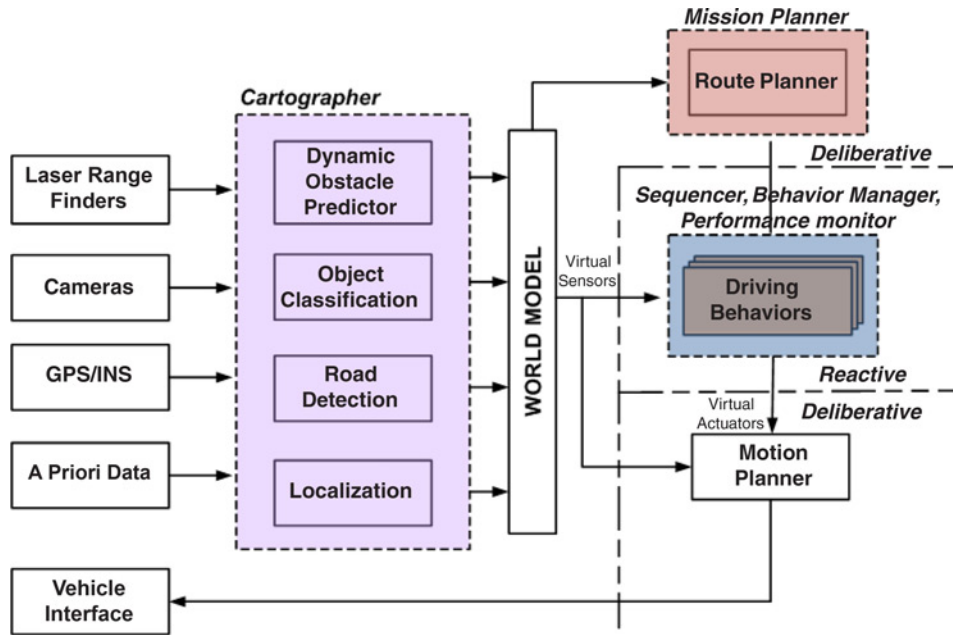 Mission Planner
Route Planner
Cartographer
Dynamic
Obstacle
Predictor
Object
Classification
Road
Detection
Localization
Laser Range
Finders
Cameras
GPS/INS
A Priori Data
Vehicle
Interface
WORLD MODEL
Virtual
Sensors
Deliberative
Sequencer, Behavior Manager,
Performance monitor
Driving
Behaviors
Reactive
Deliberative
Virtual
Actuators
Motion
Planner